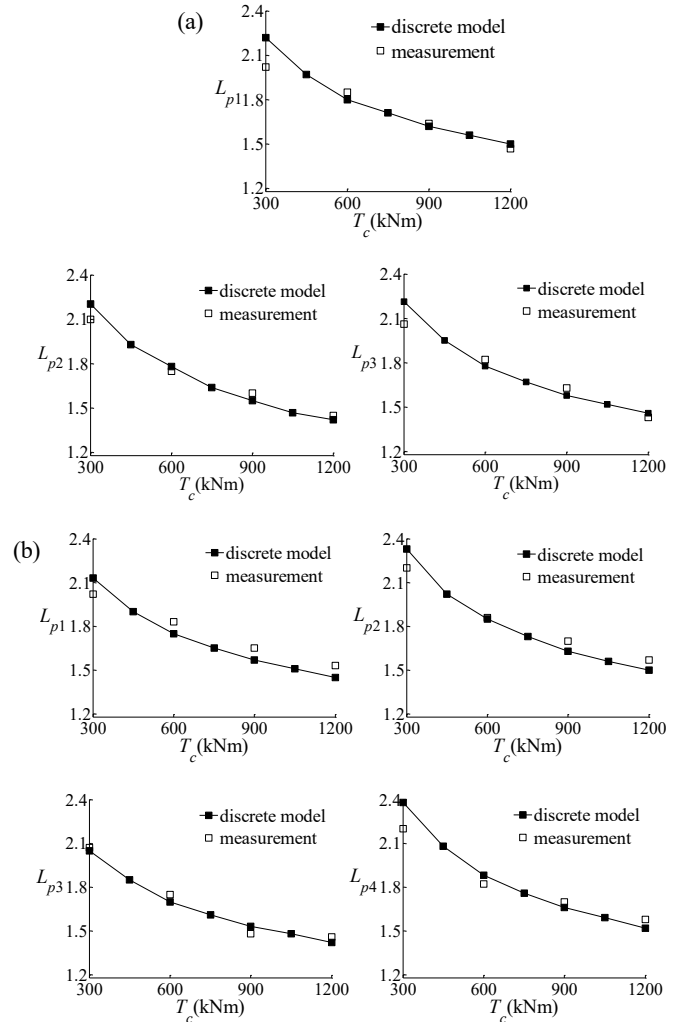 (a)
2.4
2.1
L_p1 1.8
1.5
1.2
discrete model
measurement
300 600 900 1200
T_c(kNm)
2.4
2.1
L_p2 1.8
1.5
1.2
discrete model
measurement
300 600 900 1200
T_c(kNm)
2.4
2.1
L_p3 1.8
1.5
1.2
discrete model
measurement
300 600 900 1200
T_c(kNm)
(b)
2.4
2.1
L_p1 1.8
1.5
1.2
discrete model
measurement
300 600 900 1200
T_c(kNm)
2.4
2.1
L_p2 1.8
1.5
1.2
discrete model
measurement
300 600 900 1200
T_c(kNm)
2.4
2.1
L_p3 1.8
1.5
1.2
discrete model
measurement
300 600 900 1200
T_c(kNm)
2.4
2.1
L_p4 1.8
1.5
1.2
discrete model
measurement
300 600 900 1200
T_c(kNm)